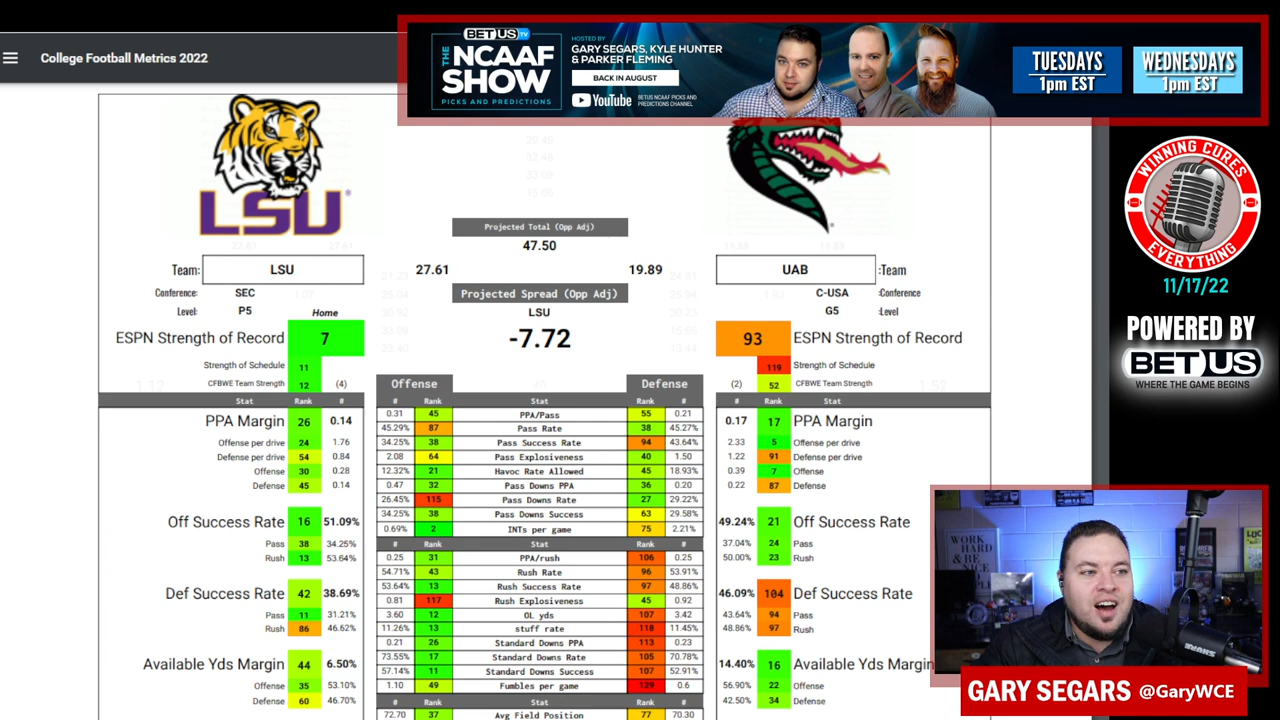 College Football Metrics 2022
BETUS TV
THE NCAAF SHOW
PICKS AND PREDICTIONS
HOSTED BY
GARY SEGARS, KYLE HUNTER
& PARKER FLEMING
BACK IN AUGUST
YouTube
BETUS NCAAF PICKS AND
PREDICTIONS CHANNEL
TUESDAYS
1pm EST
WEDNESDAYS
1pm EST
WINNING CURES
EVERYTHING
11/17/22
POWERED BY
BETUS
WHERE THE GAME BEGINS
LSU
Projected Total (Opp Adj)
47.50
Team: LSU 27.61 19.89 UAB :Team
Conference: SEC Projected Spread (Opp Adj) C-USA :Conference
Level: P5 LSU G5 :Level
Home
-7.72
ESPN Strength of Record 7 93 ESPN Strength of Record
Strength of Schedule 11 119 Strength of Schedule
CFBWE Team Strength 12 (4) Offense Defense (2) 52 CFBWE Team Strength
Stat Rank # # Rank Stat Rank # # Rank Stat
0.31 45 PPA/Pass 55 0.21
PPA Margin 26 0.14 0.17 17 PPA Margin
45.29% 87 Pass Rate 38 45.27%
Offense per drive 24 1.76 34.25% 38 Pass Success Rate 94 43.64% 2.33 5 Offense per drive
Defense per drive 54 0.84 2.08 64 Pass Explosiveness 40 1.50 1.22 91 Defense per drive
Offense 30 0.28 12.32% 21 Havoc Rate Allowed 45 18.93% 0.39 7 Offense
Defense 45 0.14 0.47 32 Pass Downs PPA 36 0.20 0.22 87 Defense
26.45% 115 Pass Downs Rate 27 29.22%
34.25% 38 Pass Downs Success 63 29.58%
Off Success Rate 16 51.09% 49.24% 21 Off Success Rate
0.69% 2 INTs per game 75 2.21%
Pass 38 34.25% # Rank Stat Rank # 37.04% 24 Pass
Rush 13 53.64% 0.25 31 PPA/rush 106 0.25 50.00% 23 Rush
54.71% 43 Rush Rate 96 53.91%
53.64% 13 Rush Success Rate 97 48.86%
Def Success Rate 42 38.69% 46.09% 104 Def Success Rate
0.81 117 Rush Explosiveness 45 0.92
Pass 11 31.21% 3.60 12 OL yds 107 3.42 43.64% 94 Pass
Rush 86 46.62% 11.26% 13 stuff rate 118 11.45% 48.86% 97 Rush
0.21 26 Standard Downs PPA 113 0.23
73.55% 17 Standard Downs Rate 105 70.78%
Available Yds Margin 44 6.50% 14.40% 16 Available Yds Margin
57.14% 11 Standard Downs Success 107 52.91%
Offense 35 53.10% 1.10 49 Fumbles per game 129 0.6 56.90% 22 Offense
Defense 60 46.70% # Rank Stat Rank # 42.50% 34 Defense
72.70 37 Avg Field Position 77 70.30
WORK
HARD
& BE
GARY SEGARS @GaryWCE